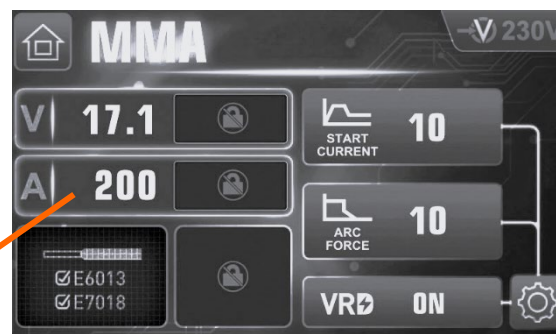 MMA
230V
V 17.1
A 200
START
CURRENT
10
ARC
FORCE
10
E6013
E7018
VRD ON